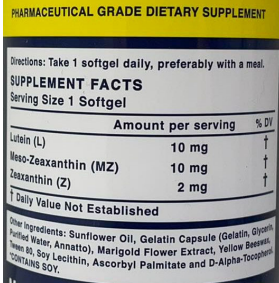 PHARMACEUTICAL GRADE DIETARY SUPPLEMENT
Directions: Take 1 softgel daily, preferably with a meal.
SUPPLEMENT FACTS
Serving Size 1 Softgel
Amount per serving % DV
Lutein (L) 10 mg †
Meso-Zeaxanthin (MZ) 10 mg †
Zeaxanthin (Z) 2 mg †
† Daily Value Not Established
Other Ingredients: Sunflower Oil, Gelatin Capsule (Gelatin, Glycerin,
Purified Water, Annatto), Marigold Flower Extract, Yellow Beeswax,
Tween 80, Soy Lecithin, Ascorbyl Palmitate and D-Alpha-Tocopherol.
*CONTAINS SOY.